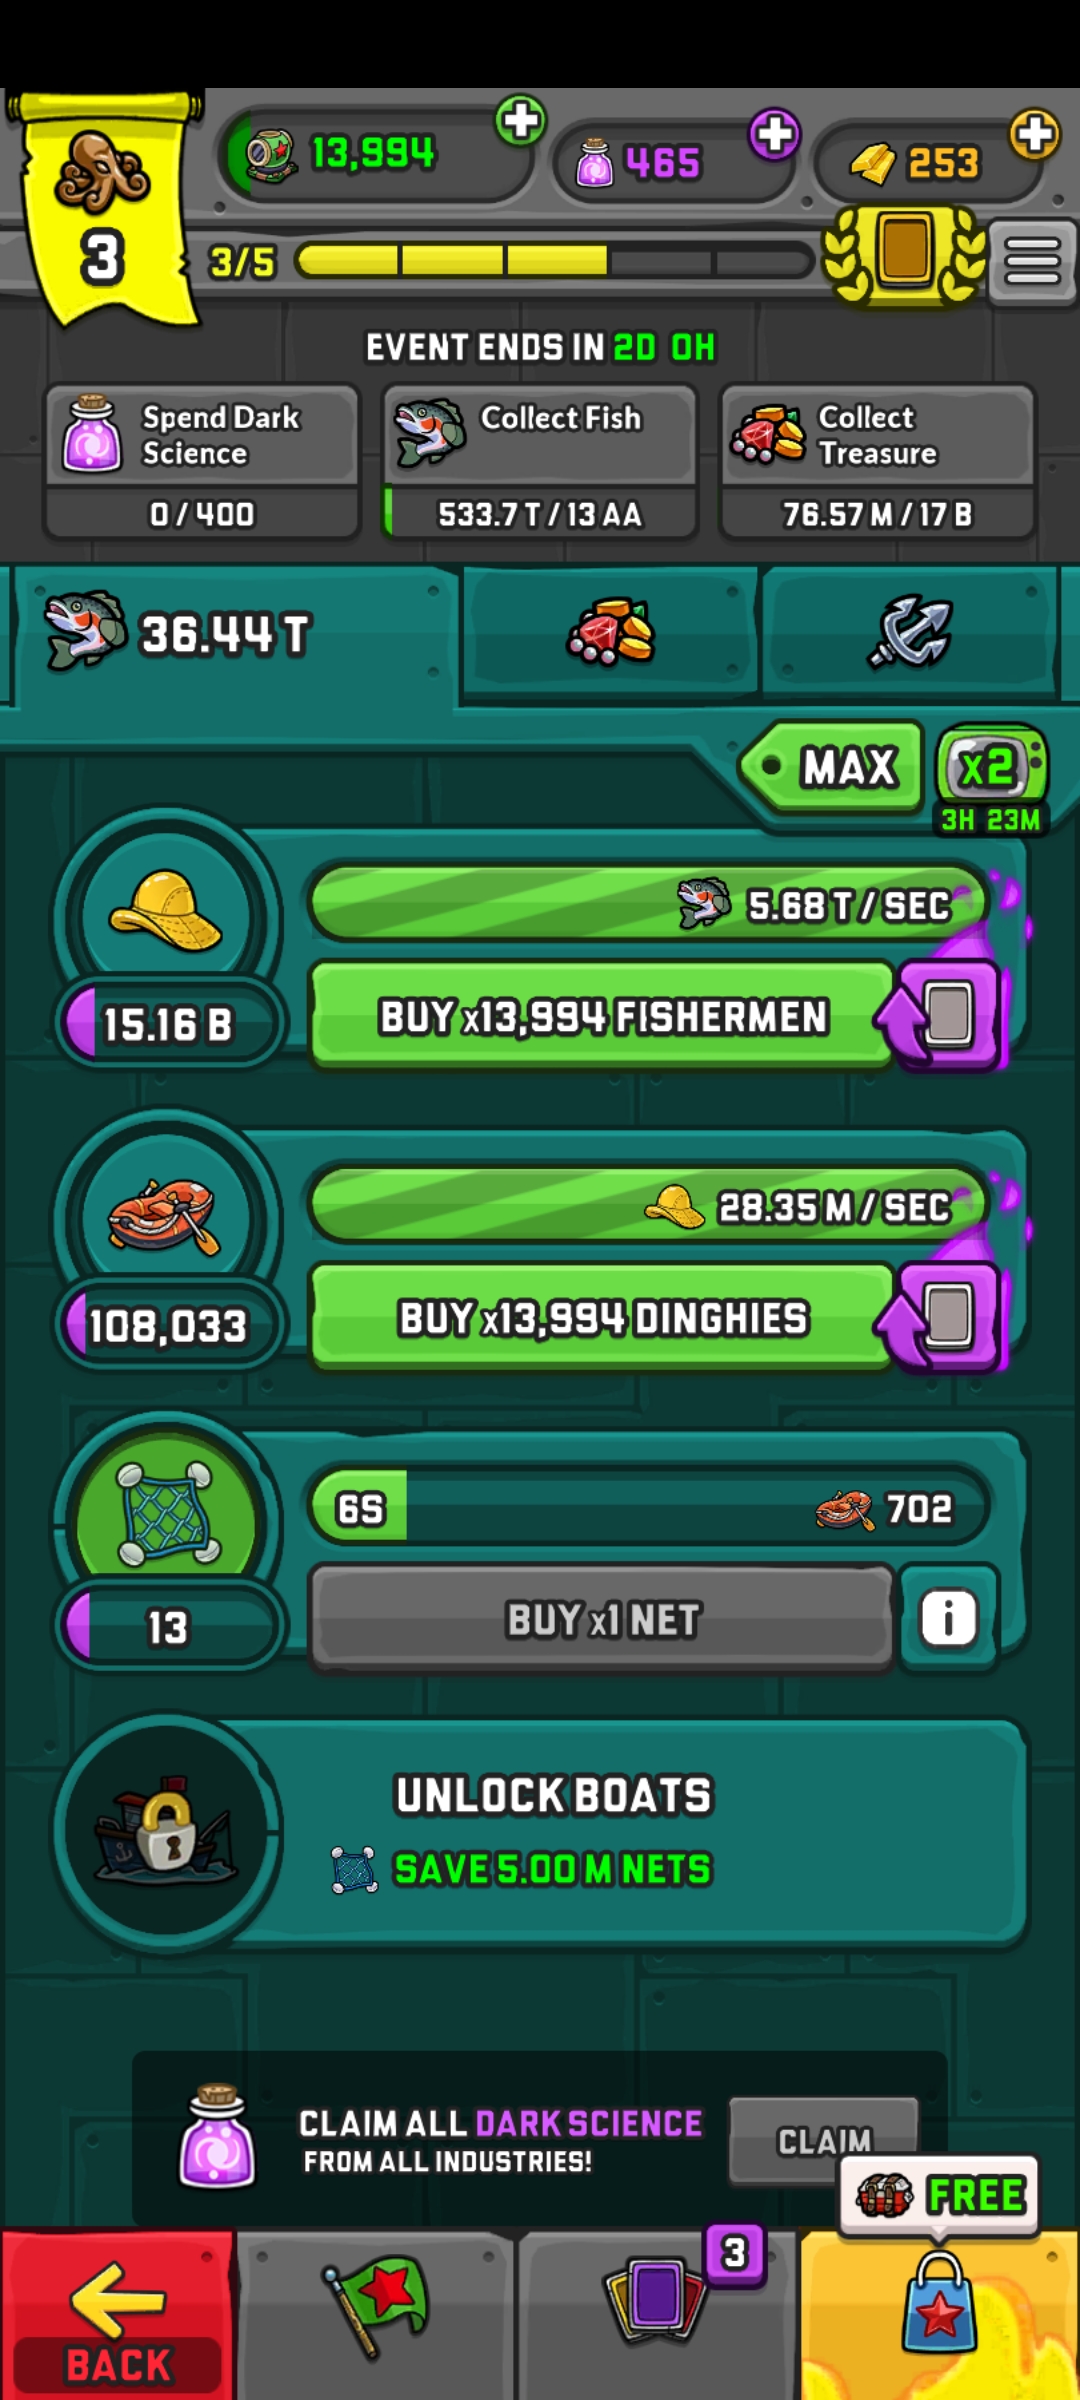 13,994
465
253
3
3/5
EVENT ENDS IN 2D 0H
Spend Dark
Science
0 / 400
Collect Fish
533.7 T / 13 AA
Collect
Treasure
76.57 M / 17 B
36.44 T
MAX
x2
3H 23M
5.68 T / SEC
15.16 B
BUY x13,994 FISHERMEN
28.35 M / SEC
108,033
BUY x13,994 DINGHIES
6S
702
13
BUY x1 NET
i
UNLOCK BOATS
SAVE 5.00 M NETS
CLAIM ALL DARK SCIENCE
FROM ALL INDUSTRIES!
CLAIM
FREE
3
BACK